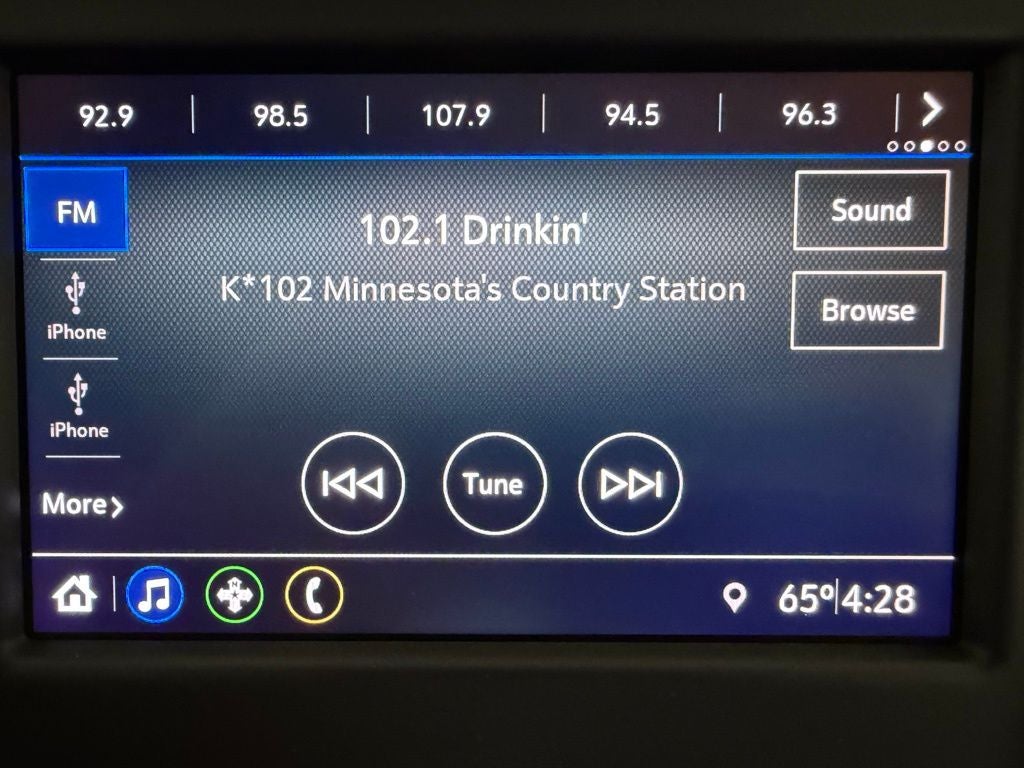 92.9 98.5 107.9 94.5 96.3
FM
102.1 Drinkin'
Sound
K*102 Minnesota's Country Station
Browse
iPhone
iPhone
More
Tune
N
65°|4:28